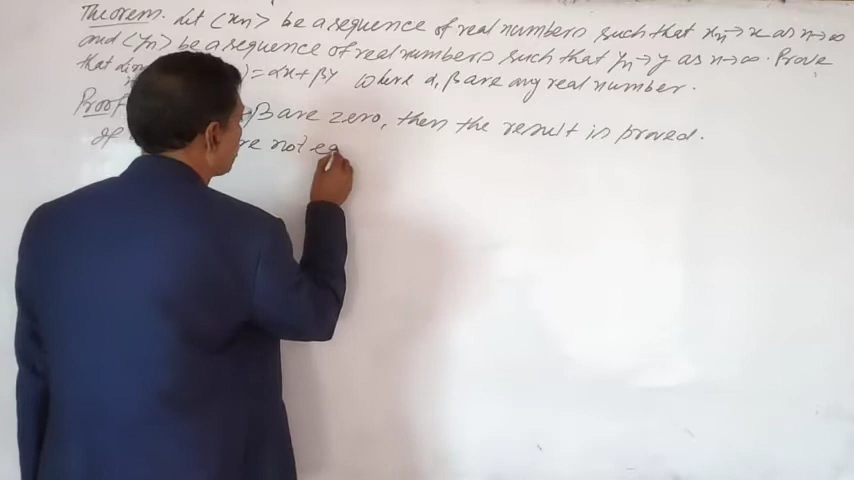 Theorem. Let <xn> be a sequence of real numbers such that xn→x as n→∞
and <yn> be a sequence of real numbers such that yn→y as n→∞. Prove
that ) = αx + βy where α, β are any real number.
Proof β are zero, then the result is proved.
If re not eq